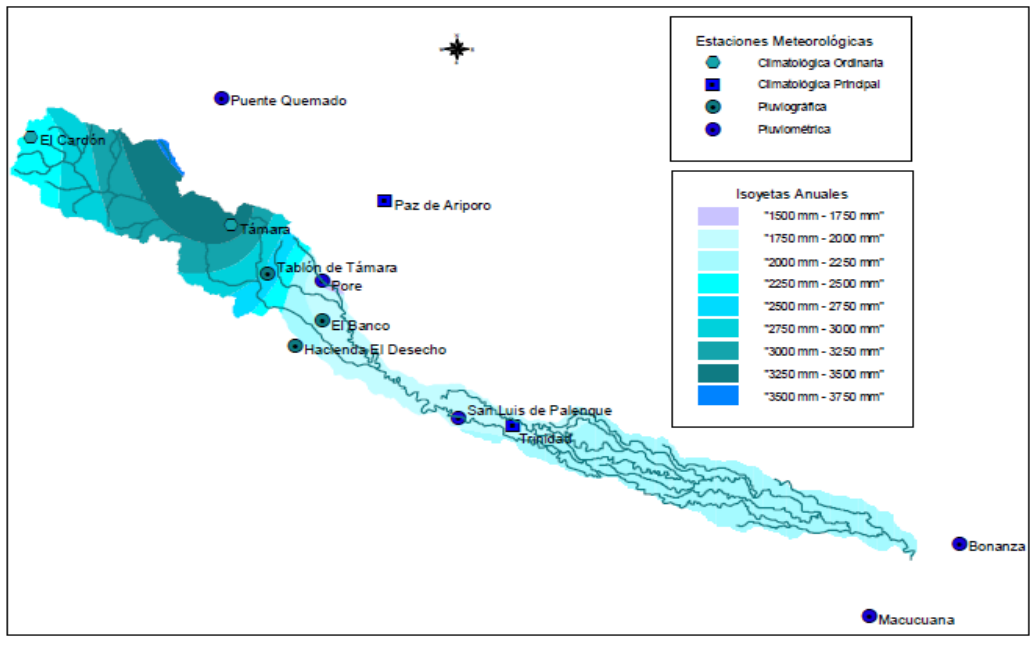 Estaciones Meteorológicas
Climatológica Ordinaria
Climatológica Principal
Pluviográfica
Pluviométrica
Puente Quemado
El Cardón
Paz de Ariporo
Támara
Tablón de Támara
Pore
El Banco
Hacienda El Desecho
San Luis de Palenque
Trinidad
Bonanza
Macucuana
Isoyetas Anuales
"1500 mm - 1750 mm"
"1750 mm - 2000 mm"
"2000 mm - 2250 mm"
"2250 mm - 2500 mm"
"2500 mm - 2750 mm"
"2750 mm - 3000 mm"
"3000 mm - 3250 mm"
"3250 mm - 3500 mm"
"3500 mm - 3750 mm"